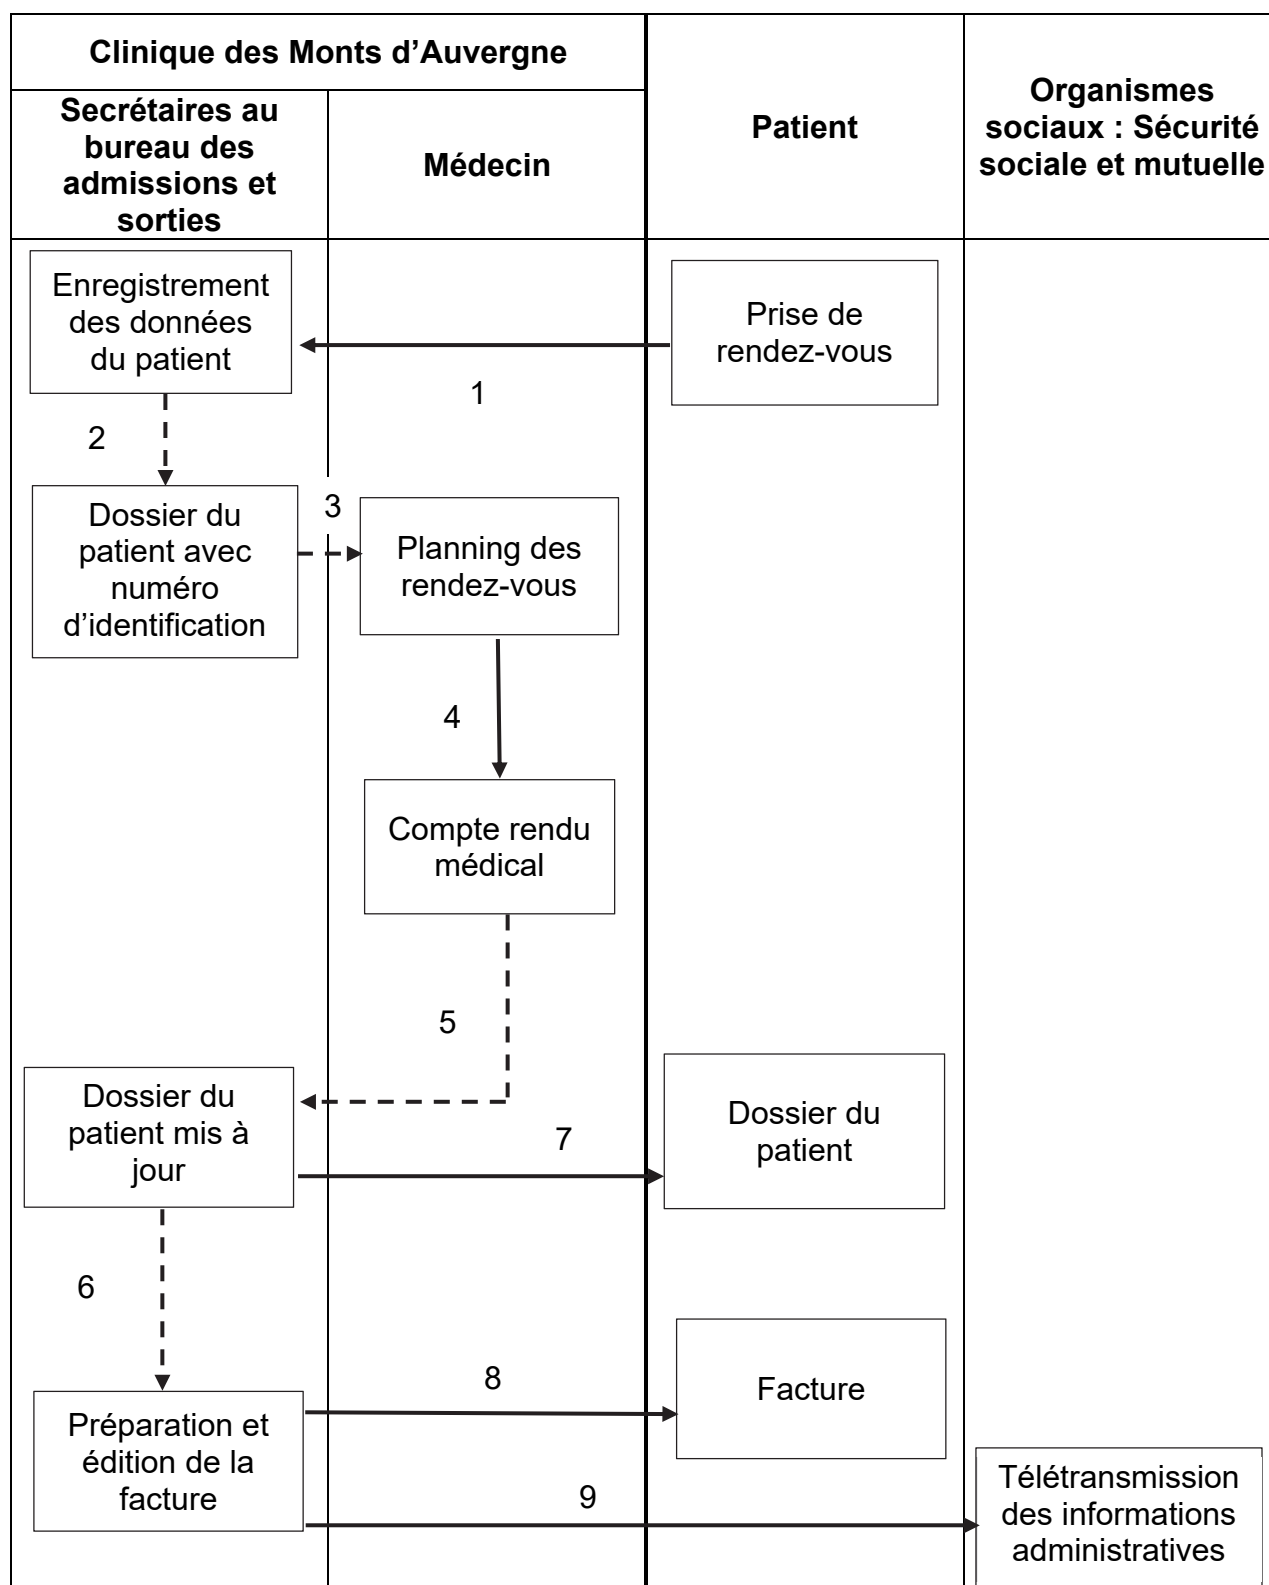 Clinique des Monts d’Auvergne
Secrétaires au
bureau des
admissions et
sorties
Médecin
Patient
Organismes
sociaux : Sécurité
sociale et mutuelle
Enregistrement
des données
du patient
Prise de
rendez-vous
1
2
Dossier du
patient avec
numéro
d’identification
3
Planning des
rendez-vous
4
Compte rendu
médical
5
Dossier du
patient mis à
jour
7
Dossier du
patient
6
8
Facture
Préparation et
édition de la
facture
9
Télétransmission
des informations
administratives